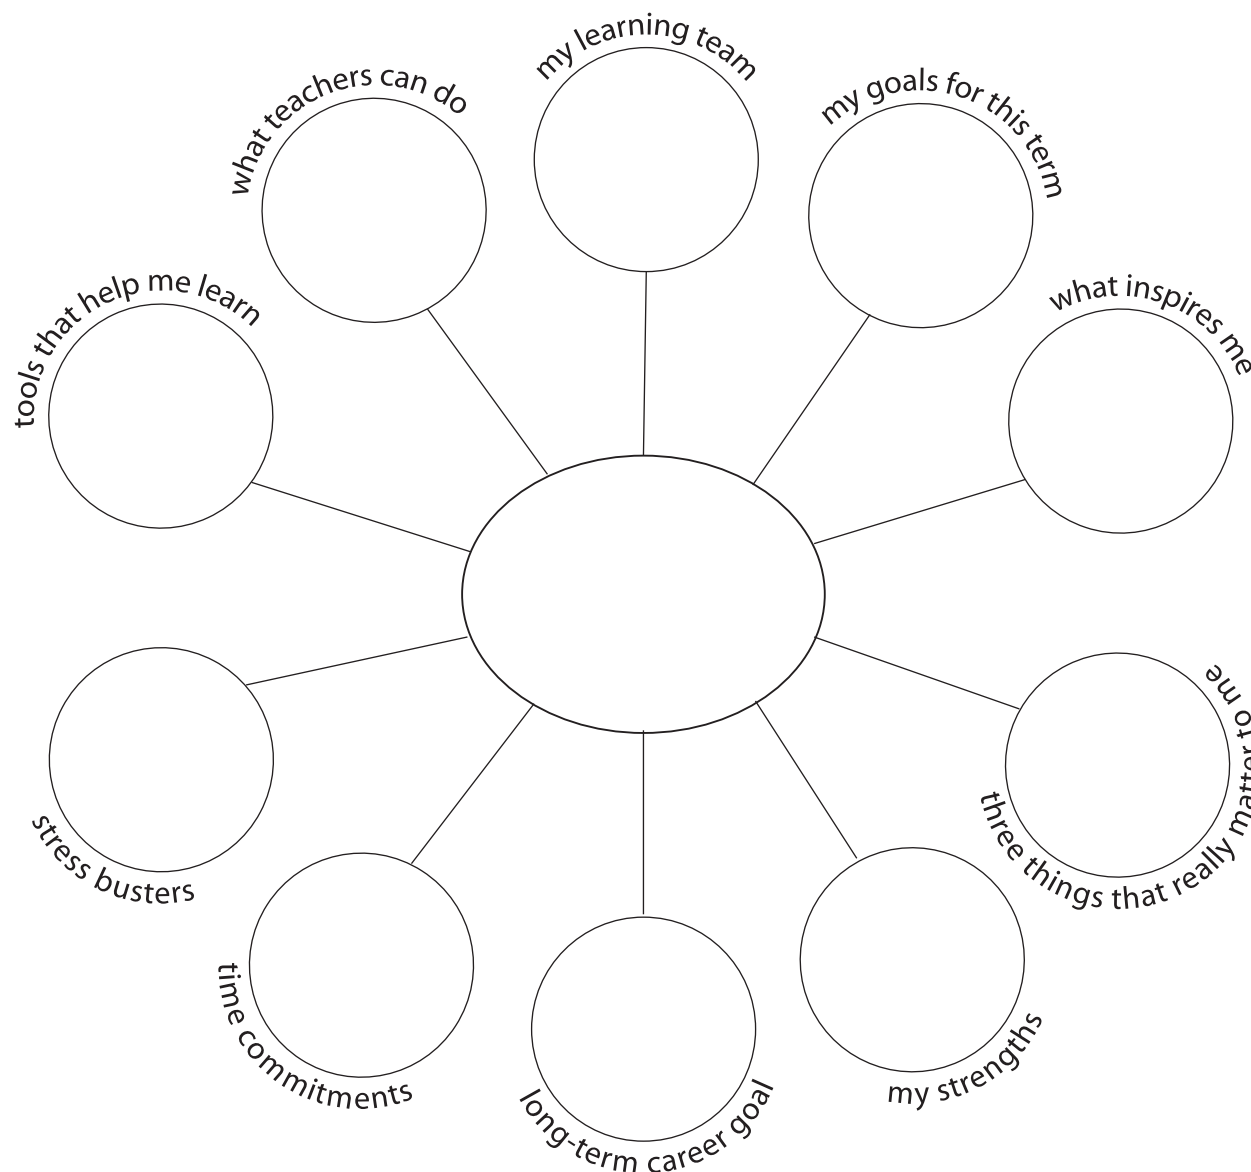 my learning team
my goals for this term
what inspires me
three things that really matter to me
my strengths
long-term career goal
time commitments
stress busters
tools that help me learn
what teachers can do